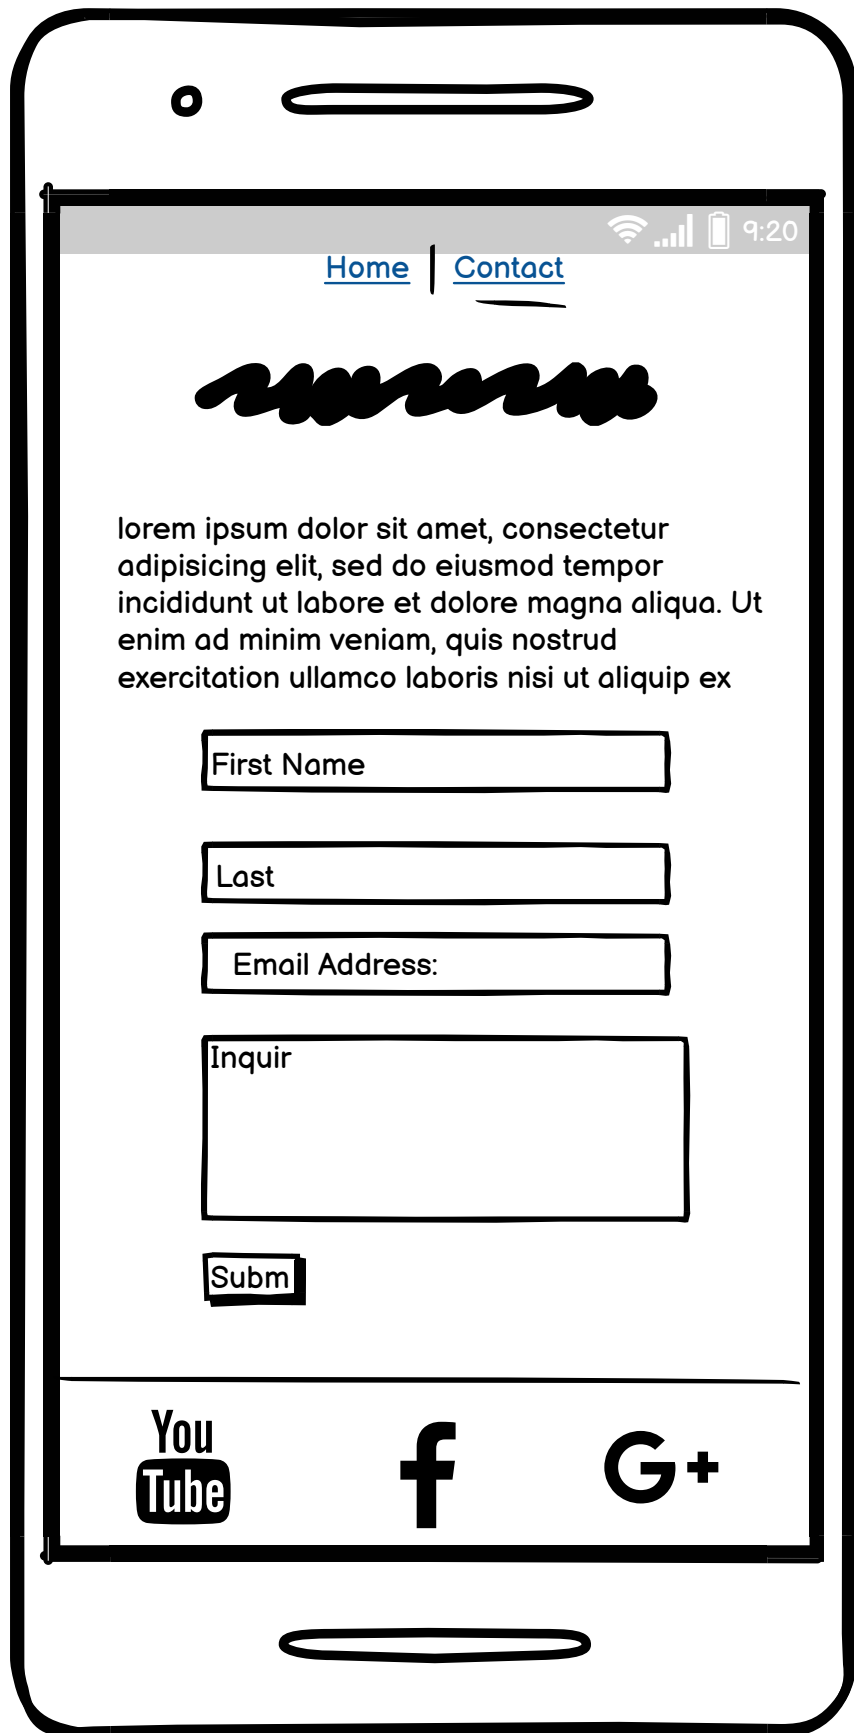 9:20
Home | Contact
lorem ipsum dolor sit amet, consectetur
adipisicing elit, sed do eiusmod tempor
incididunt ut labore et dolore magna aliqua. Ut
enim ad minim veniam, quis nostrud
exercitation ullamco laboris nisi ut aliquip ex
First Name
Last
Email Address:
Inquir
Subm
You
Tube
f
G+